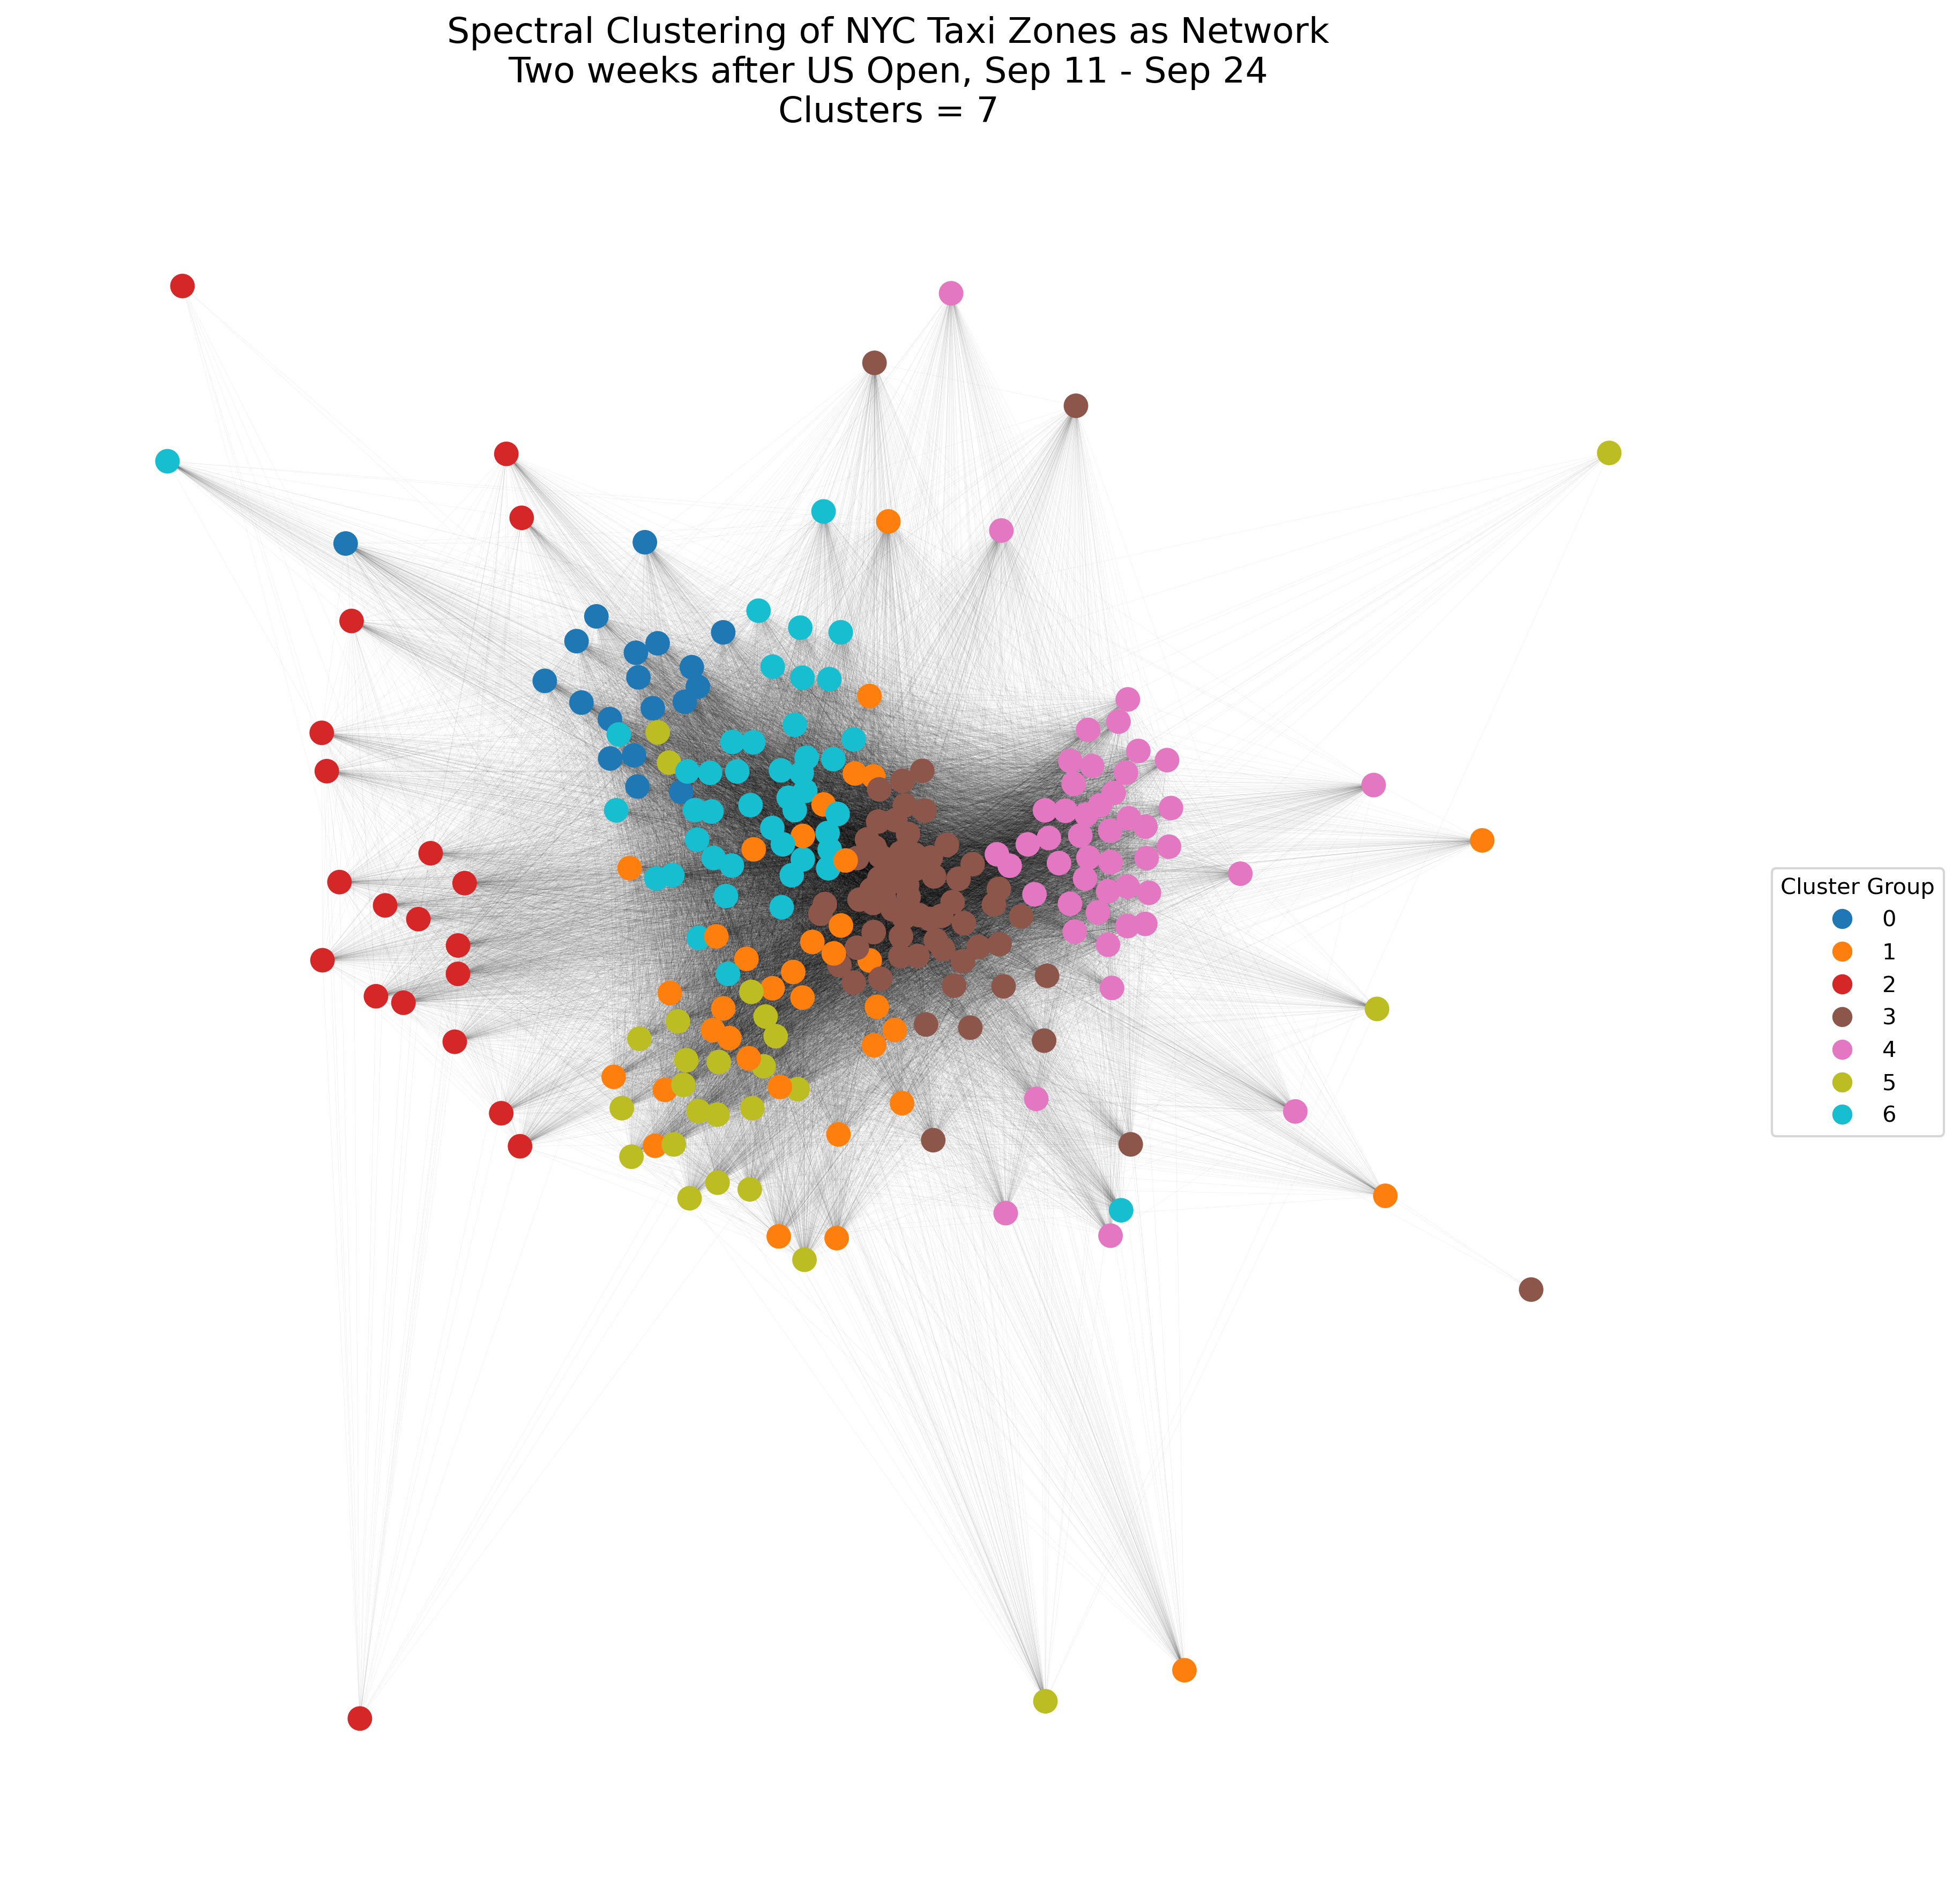 Spectral Clustering of NYC Taxi Zones as Network
Two weeks after US Open, Sep 11 - Sep 24
Clusters = 7
Cluster Group
0
1
2
3
4
5
6